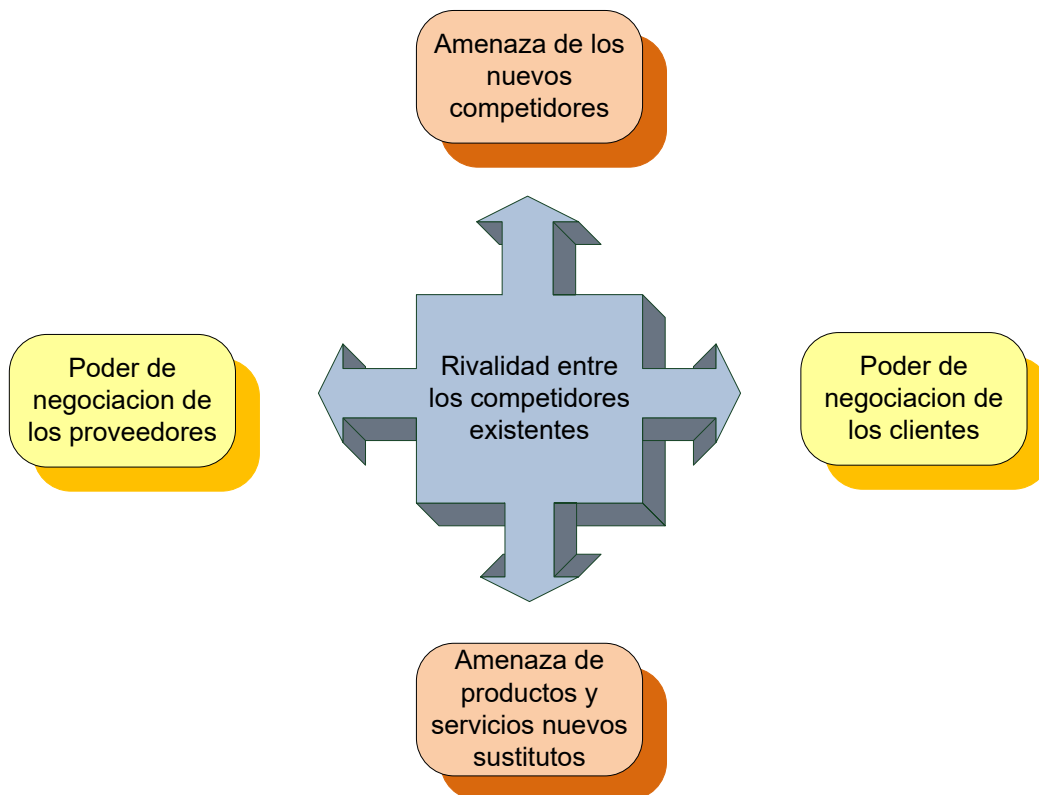 Amenaza de los
nuevos
competidores
Poder de
negociacion de
los proveedores
Rivalidad entre
los competidores
existentes
Poder de
negociacion de
los clientes
Amenaza de
productos y
servicios nuevos
sustitutos